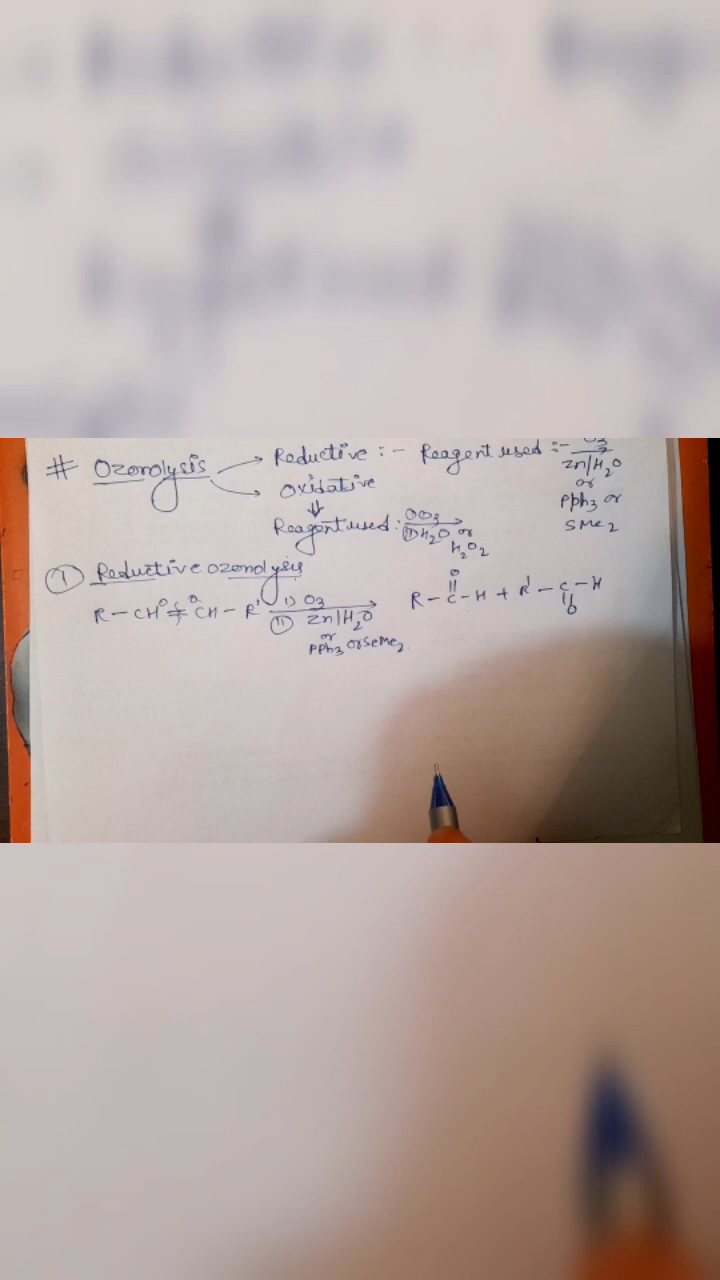 # Ozonolysis → Reductive :- Reagent used :- O3
Zn/H2O
or
PPh3 or
SMe2
→ Oxidative
⇓
Reagent used : i) O3
ii) H2O or
H2O2
① Reductive ozonolysis
R-CH=CH-R' i) O3
ii) Zn/H2O
or
PPh3 or SeMe2.
R-C-H + R'-C-H
O
O